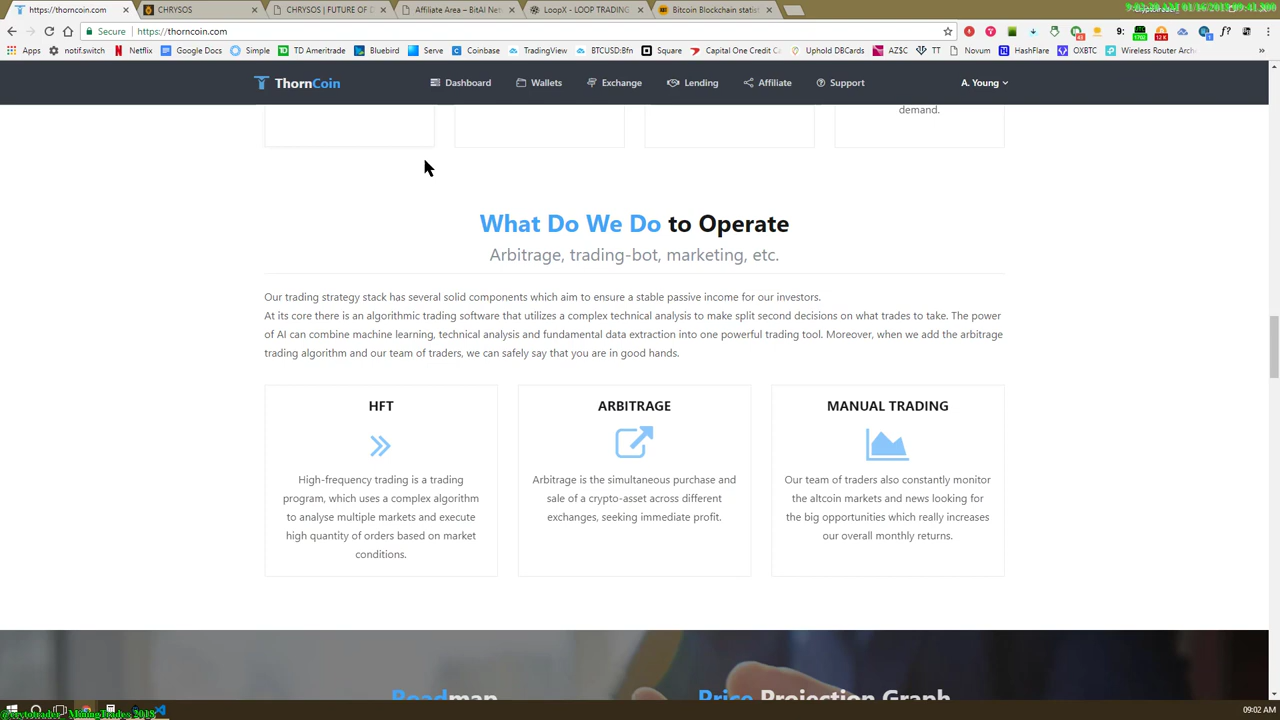 https://thorncoin.com
CHRYSOS
CHRYSOS | FUTURE OF D
Affiliate Area – BitAI Net
LoopX - LOOP TRADING
Bitcoin Blockchain statist
Secure
https://thorncoin.com
Apps
notif.switch
Netflix
Google Docs
Simple
TD Ameritrade
Bluebird
Serve
Coinbase
TradingView
BTCUSD:Bfn
Square
Capital One Credit C
Uphold DBCards
AZ$C
TT
Novum
HashFlare
OXBTC
Wireless Router Arch
ThornCoin
Dashboard
Wallets
Exchange
Lending
Affiliate
Support
A. Young
demand.
What Do We Do to Operate
Arbitrage, trading-bot, marketing, etc.
Our trading strategy stack has several solid components which aim to ensure a stable passive income for our investors.
At its core there is an algorithmic trading software that utilizes a complex technical analysis to make split second decisions on what trades to take. The power
of AI can combine machine learning, technical analysis and fundamental data extraction into one powerful trading tool. Moreover, when we add the arbitrage
trading algorithm and our team of traders, we can safely say that you are in good hands.
HFT
High-frequency trading is a trading
program, which uses a complex algorithm
to analyse multiple markets and execute
high quantity of orders based on market
conditions.
ARBITRAGE
Arbitrage is the simultaneous purchase and
sale of a crypto-asset across different
exchanges, seeking immediate profit.
MANUAL TRADING
Our team of traders also constantly monitor
the altcoin markets and news looking for
the big opportunities which really increases
our overall monthly returns.
Roadmap
Price Projection Graph
09:02 AM